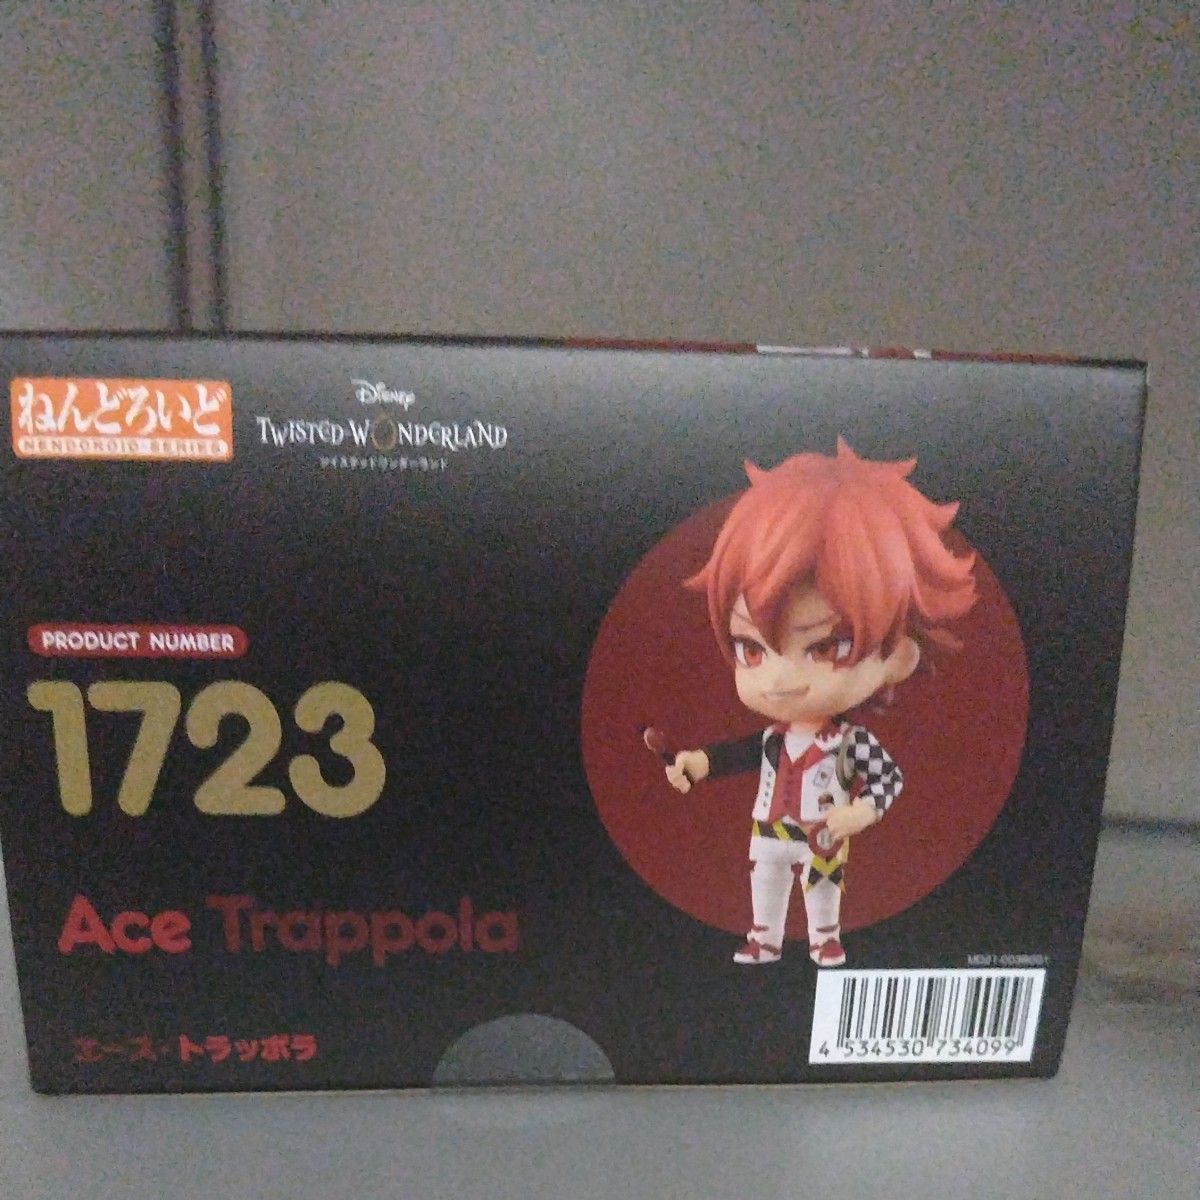 ねんどろいど
NENDOROID SERIES
Disney
TWISTED-WONDERLAND
ツイステッドワンダーランド
PRODUCT NUMBER
1723
Ace Trappola
エース・トラッポラ
4 534530 734099